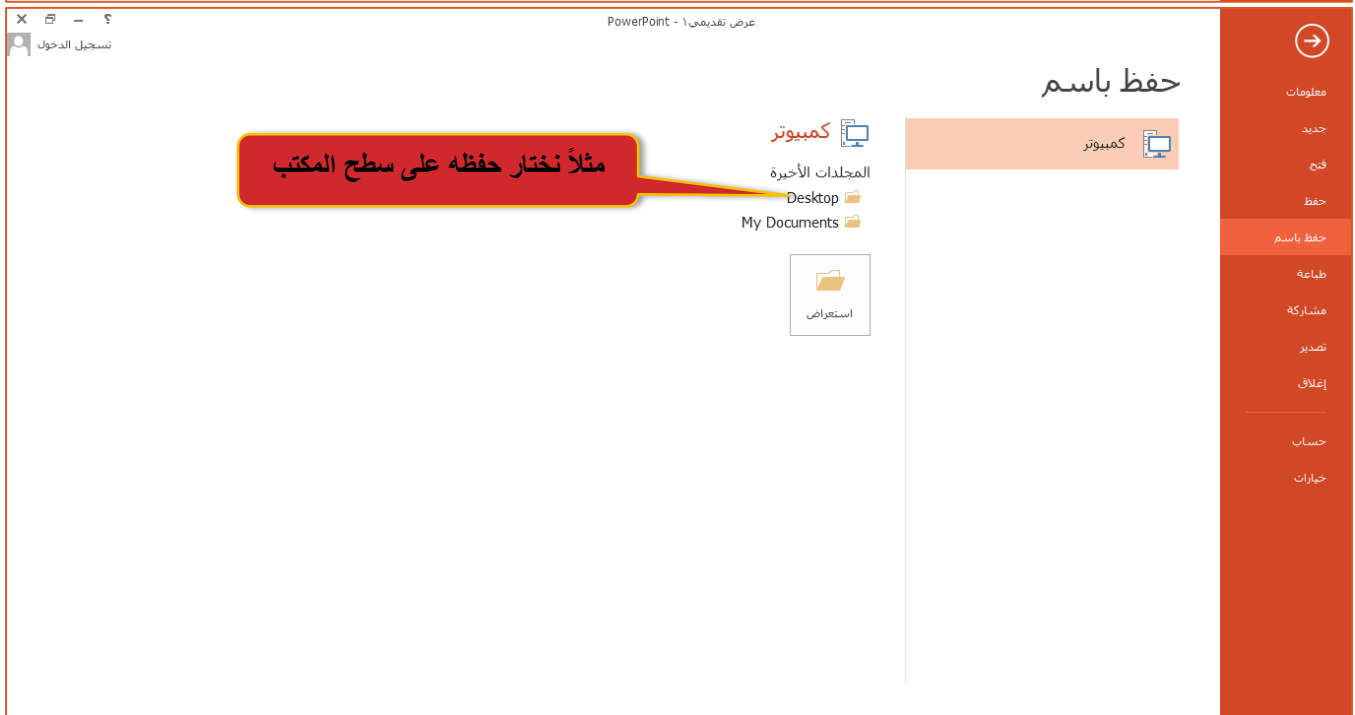 ؟
عرض تقديمي١ - PowerPoint
تسجيل الدخول
معلومات
جديد
فتح
حفظ
حفظ باسم
طباعة
مشاركة
تصدير
إغلاق
حساب
خيارات
حفظ باسم
كمبيوتر
كمبيوتر
المجلدات الأخيرة
Desktop
My Documents
استعراض
مثلاً نختار حفظه على سطح المكتب